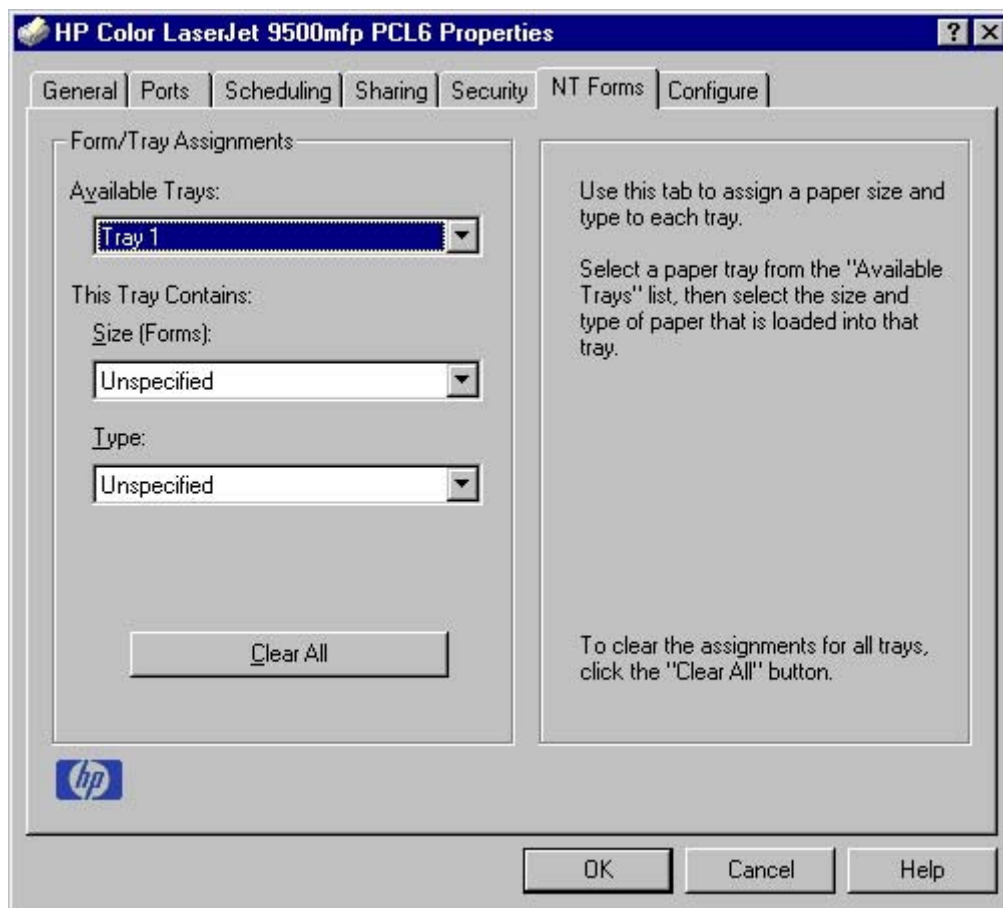 HP Color LaserJet 9500mfp PCL6 Properties
General Ports Scheduling Sharing Security NT Forms Configure
Form/Tray Assignments
Available Trays:
Tray 1
This Tray Contains:
Size (Forms):
Unspecified
Type:
Unspecified
Clear All
Use this tab to assign a paper size and
type to each tray.
Select a paper tray from the "Available
Trays" list, then select the size and
type of paper that is loaded into that
tray.
To clear the assignments for all trays,
click the "Clear All" button.
hp
OK Cancel Help